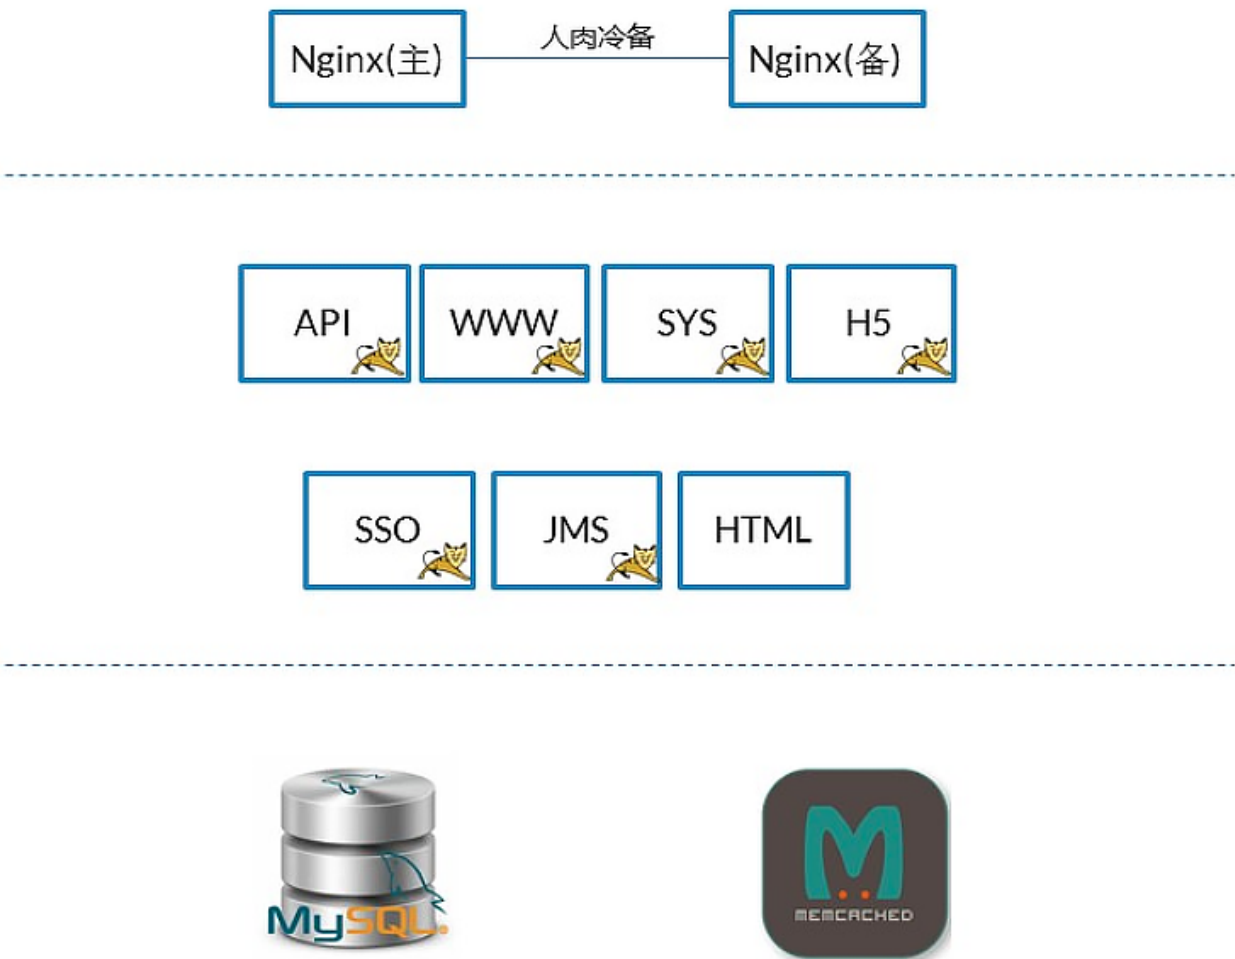 Nginx(主)
人肉冷备
Nginx(备)
API
WWW
SYS
H5
SSO
JMS
HTML
MySQL
MEMCACHED